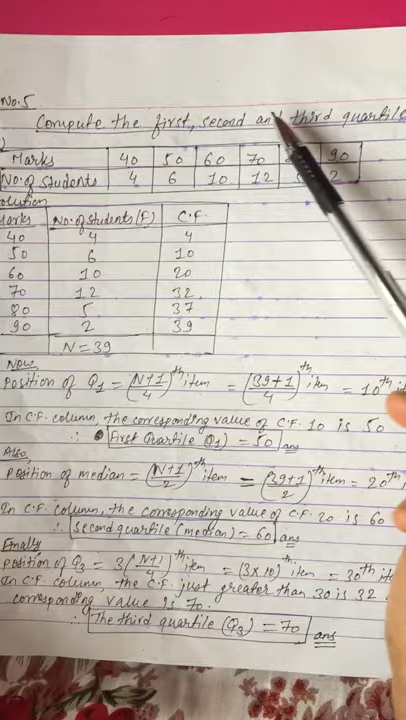 No.5
Compute the first, second and third quartile
Marks 40 50 60 70 90
No. of Students 4 6 10 12 2
olution
arks No. of Students (F) C.F.
40 4 4
50 6 10
60 10 20
70 12 32
80 5 37
90 2 39
N = 39
Now
Position of Q1 = (N+1/4)th item = (39+1/4)th item = 10th
In C.F. column, the corresponding value of C.F. 10 is 50
∴ First Quartile (Q1) = 50 ans
Also,
Position of median = (N+1/2)th item = (39+1/2)th item = 20th
In C.F. column, the corresponding value of C.F. 20 is 60
∴ Second quartile (median) = 60 ans
Finally
Position of Q3 = 3(N+1/4)th item = (3×10)th item = 30th it
In C.F. column, the C.F. just greater than 30 is 32
corresponding value is 70.
∴ The third quartile (Q3) = 70 ans